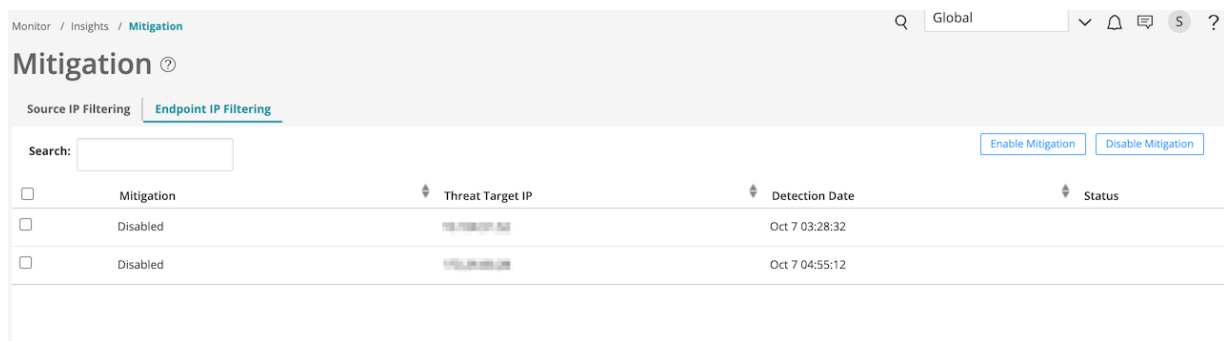 Monitor / Insights / Mitigation
Global
S ?
Mitigation ?
Source IP Filtering Endpoint IP Filtering
Search:
Enable Mitigation Disable Mitigation
Mitigation Threat Target IP Detection Date Status
Disabled Oct 7 03:28:32
Disabled Oct 7 04:55:12